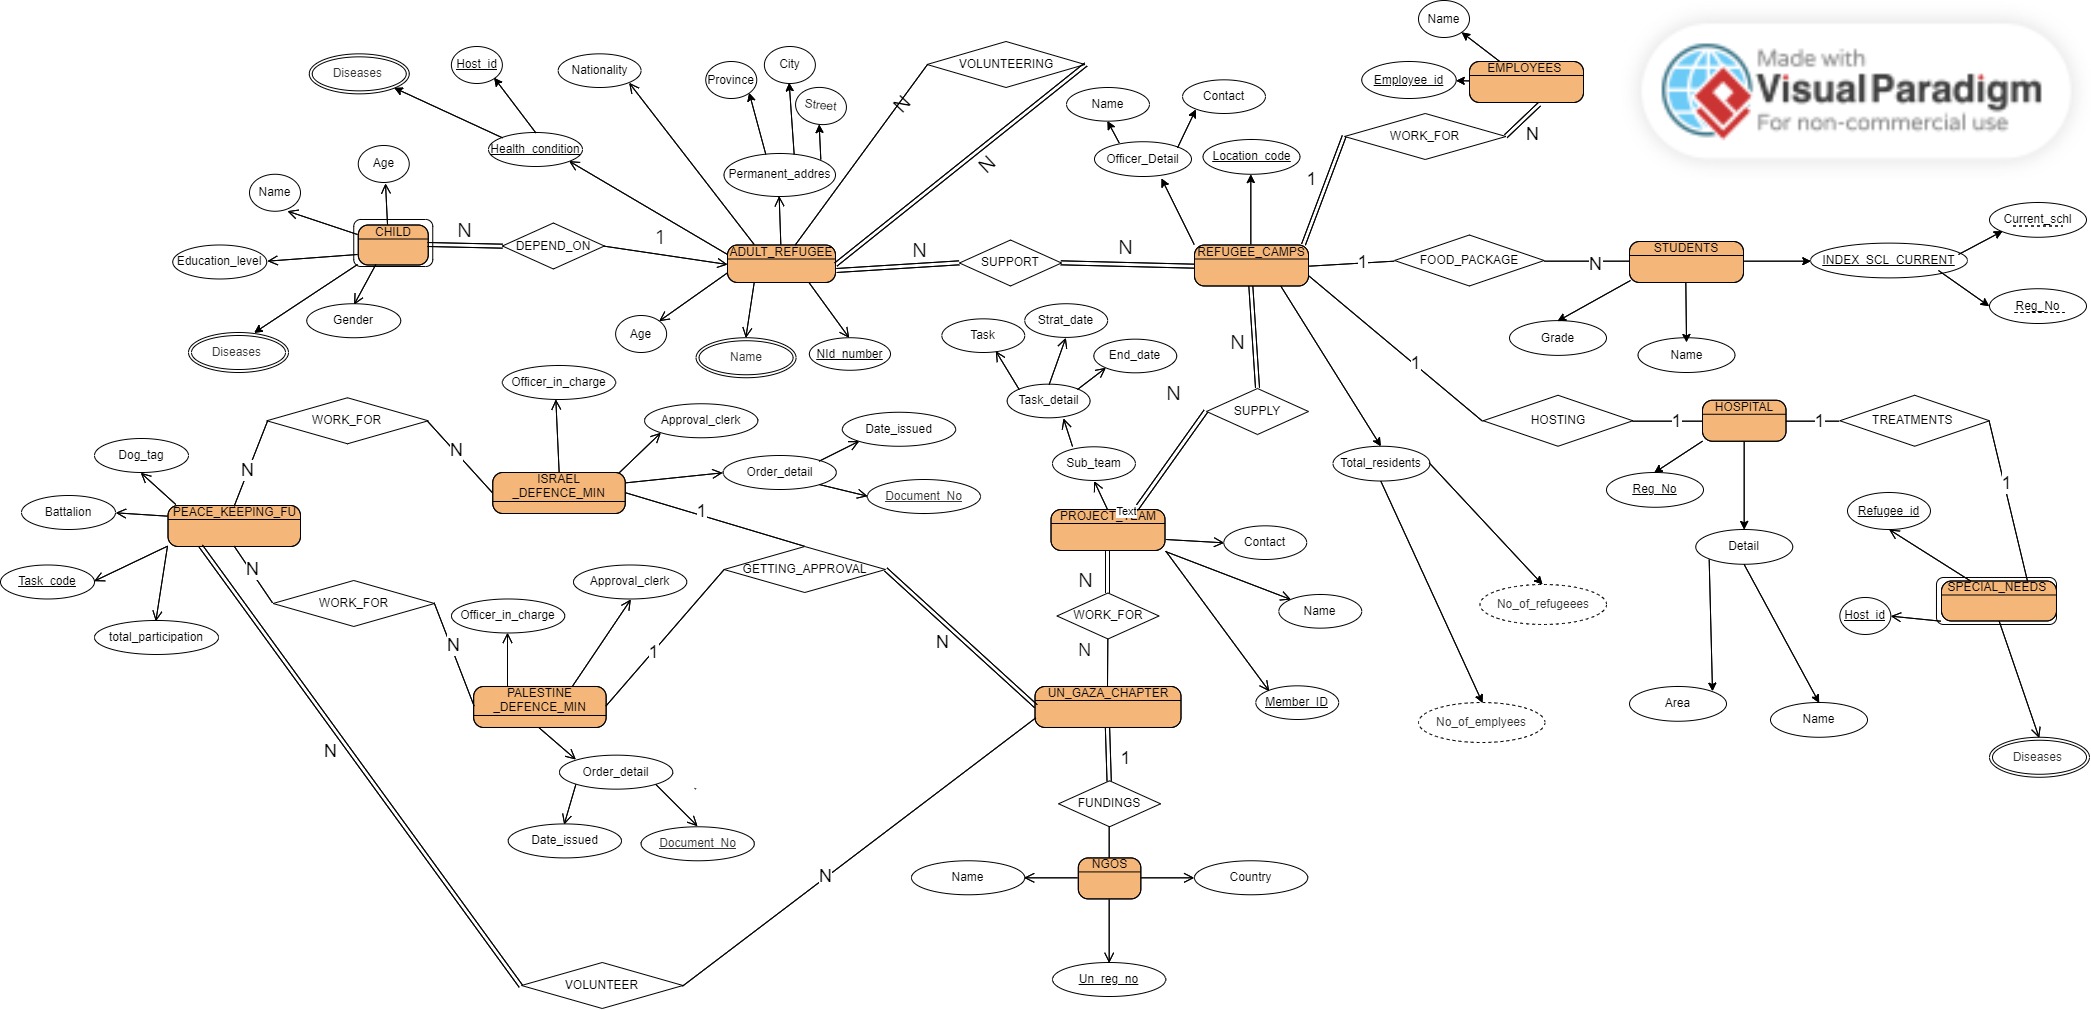 Name
Made with
Visual Paradigm
For non-commercial use
EMPLOYEES
Employee_id
WORK_FOR
N
1
Diseases
Host_id
Nationality
Province
City
Street
VOLUNTEERING
N
N
Name
Contact
Officer_Detail
Location_code
Health_condition
Permanent_addres
Age
Name
CHILD
Education_level
Gender
Diseases
N
DEPEND_ON
1
ADULT_REFUGEE
N
SUPPORT
N
REFUGEE_CAMPS
1
FOOD_PACKAGE
N
STUDENTS
INDEX_SCL_CURRENT
Current_schl
Reg_No
Grade
Name
Age
Name
NId_number
Task
Strat_date
End_date
Task_detail
Sub_team
N
N
SUPPLY
1
HOSTING
1
HOSPITAL
1
TREATMENTS
1
Total_residents
Reg_No
Detail
Refugee_id
SPECIAL_NEEDS
Host_id
Diseases
Area
Name
No_of_refugeees
No_of_emplyees
Officer_in_charge
Approval_clerk
WORK_FOR
N
N
ISRAEL
_DEFENCE_MIN
Order_detail
Date_issued
Document_No
Dog_tag
Battalion
PEACE_KEEPING_FU
Task_code
total_participation
N
WORK_FOR
N
1
GETTING_APPROVAL
1
N
Officer_in_charge
Approval_clerk
PALESTINE
_DEFENCE_MIN
Order_detail
Date_issued
Document_No
PROJECT_TEAM
Text
Contact
Name
Member_ID
N
WORK_FOR
N
UN_GAZA_CHAPTER
1
FUNDINGS
NGOS
Name
Country
Un_reg_no
N
VOLUNTEER
N